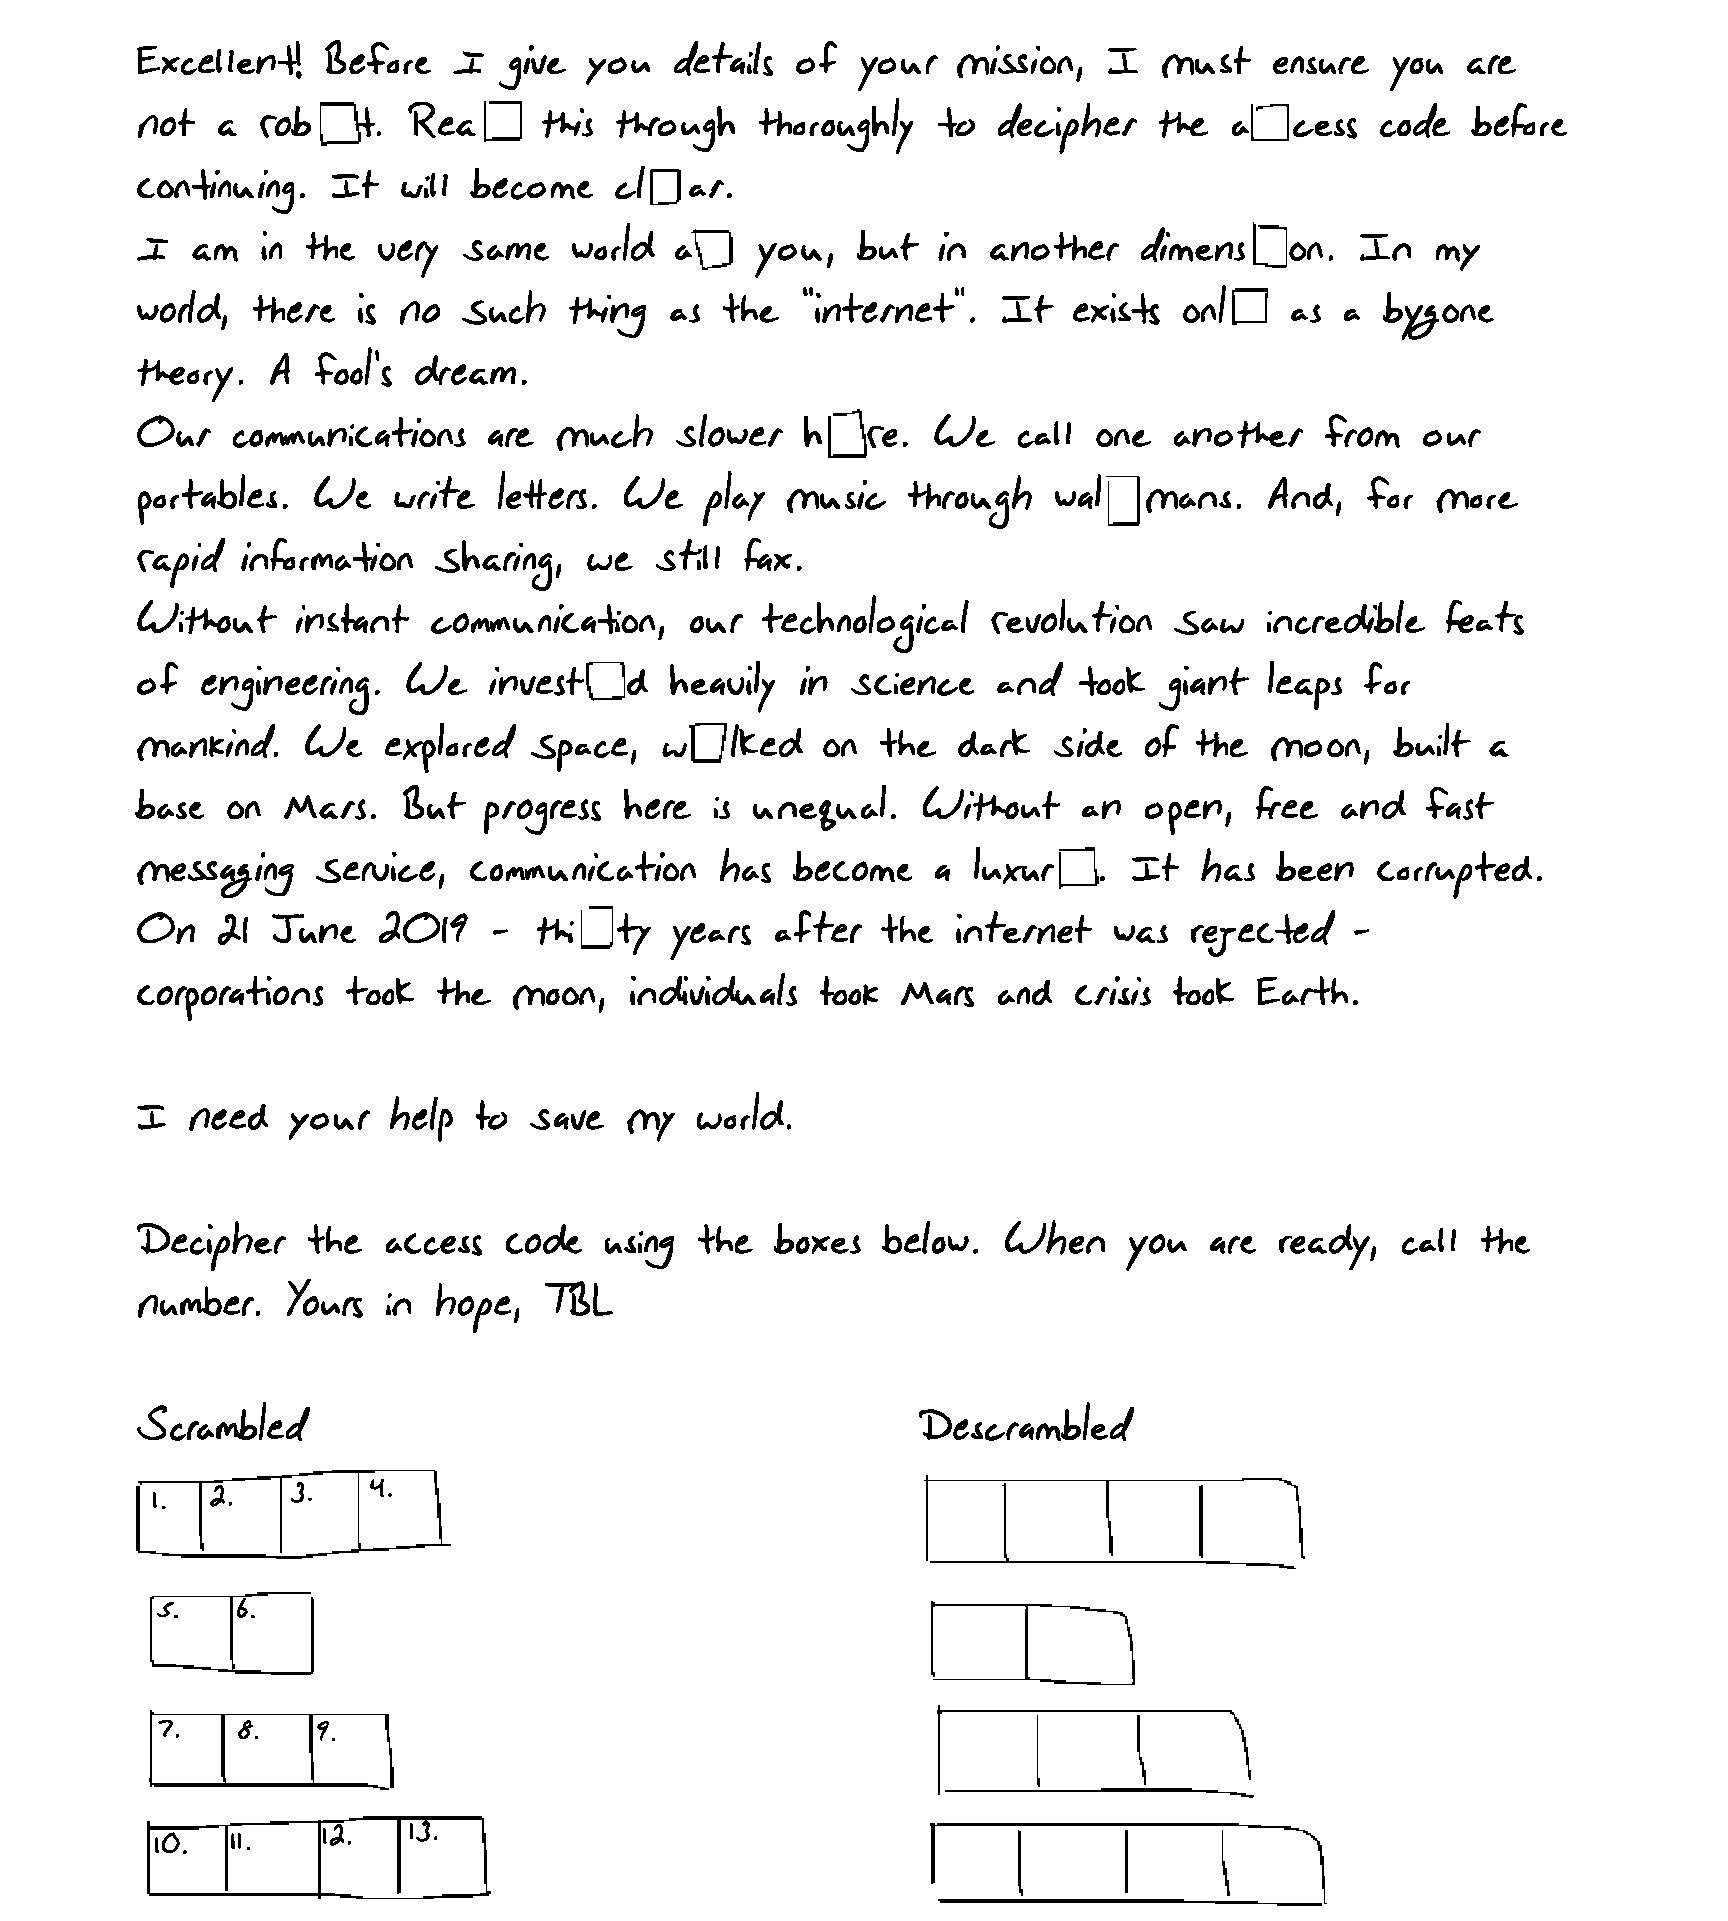 Excellent! Before I give you details of your mission, I must ensure you are
not a rob□t. Rea□ this through thoroughly to decipher the a□cess code before
continuing. It will become cl□ar.
I am in the very same world a□ you, but in another dimens□on. In my
world, there is no such thing as the "internet". It exists onl□ as a bygone
theory. A fool's dream.
Our communications are much slower h□re. We call one another from our
portables. We write letters. We play music through wal□mans. And, for more
rapid information sharing, we still fax.
Without instant communication, our technological revolution saw incredible feats
of engineering. We invest□d heavily in science and took giant leaps for
mankind. We explored space, w□lked on the dark side of the moon, built a
base on Mars. But progress here is unequal. Without an open, free and fast
messaging service, communication has become a luxur□. It has been corrupted.
On 21 June 2019 - thi□ty years after the internet was rejected -
corporations took the moon, individuals took Mars and crisis took Earth.
I need your help to save my world.
Decipher the access code using the boxes below. When you are ready, call the
number. Yours in hope, TBL
Scrambled Descrambled
1. 2. 3. 4.
5. 6.
7. 8. 9.
10. 11. 12. 13.